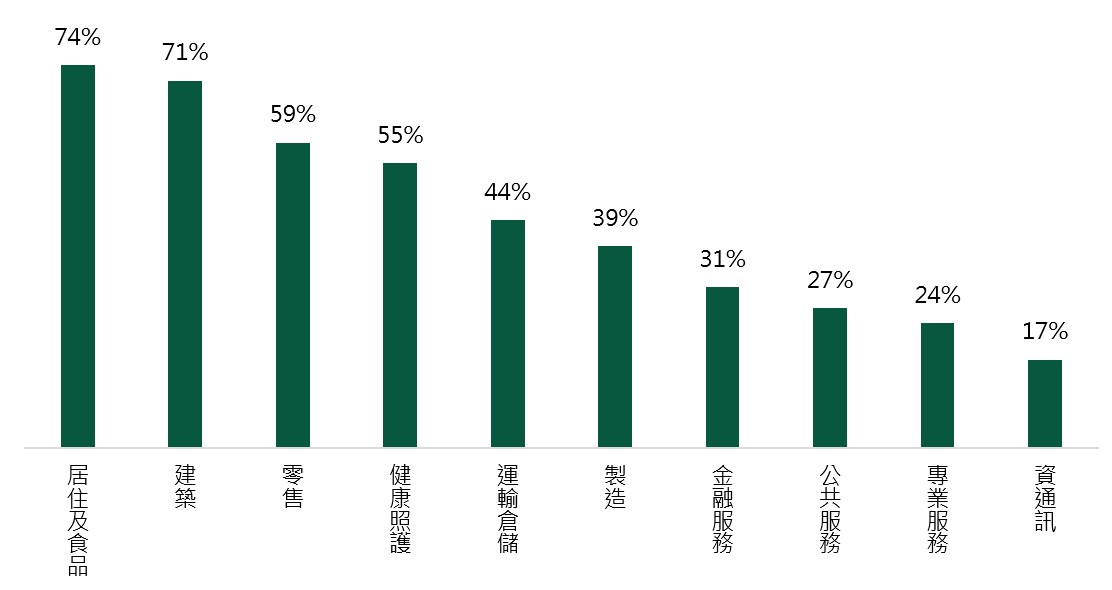 74%
71%
59%
55%
44%
39%
31%
27%
24%
17%
居住及食品
建築
零售
健康照護
運輸倉儲
製造
金融服務
公共服務
專業服務
資通訊